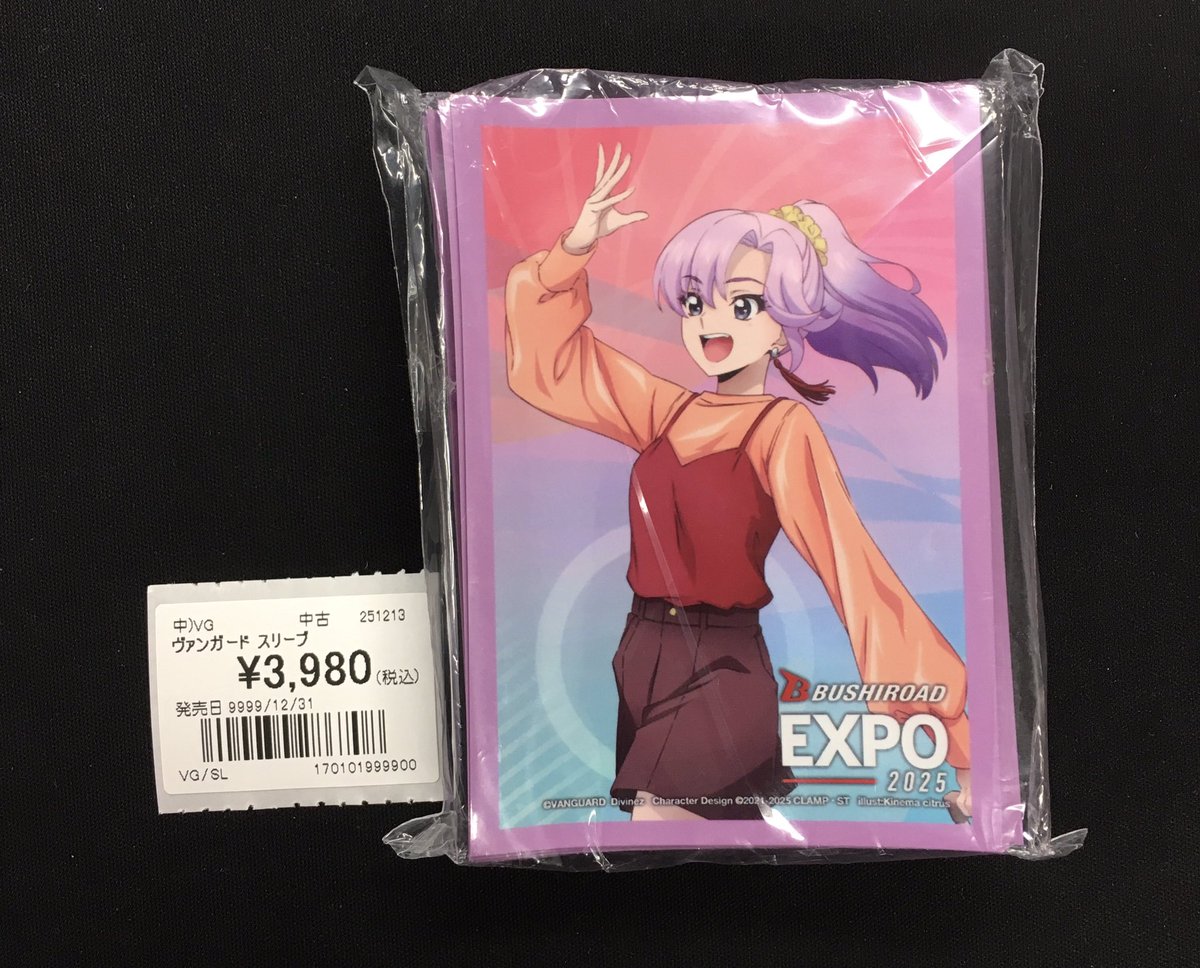 中)VG 中古 251213
ヴァンガード スリーブ
¥3,980(税込)
発売日 9999/12/31
VG/SL 170101999900
BUSHIROAD
EXPO
2025
©VANGUARD Divinez Character Design ©2021-2025 CLAMP・ST illust:Kinema citrus